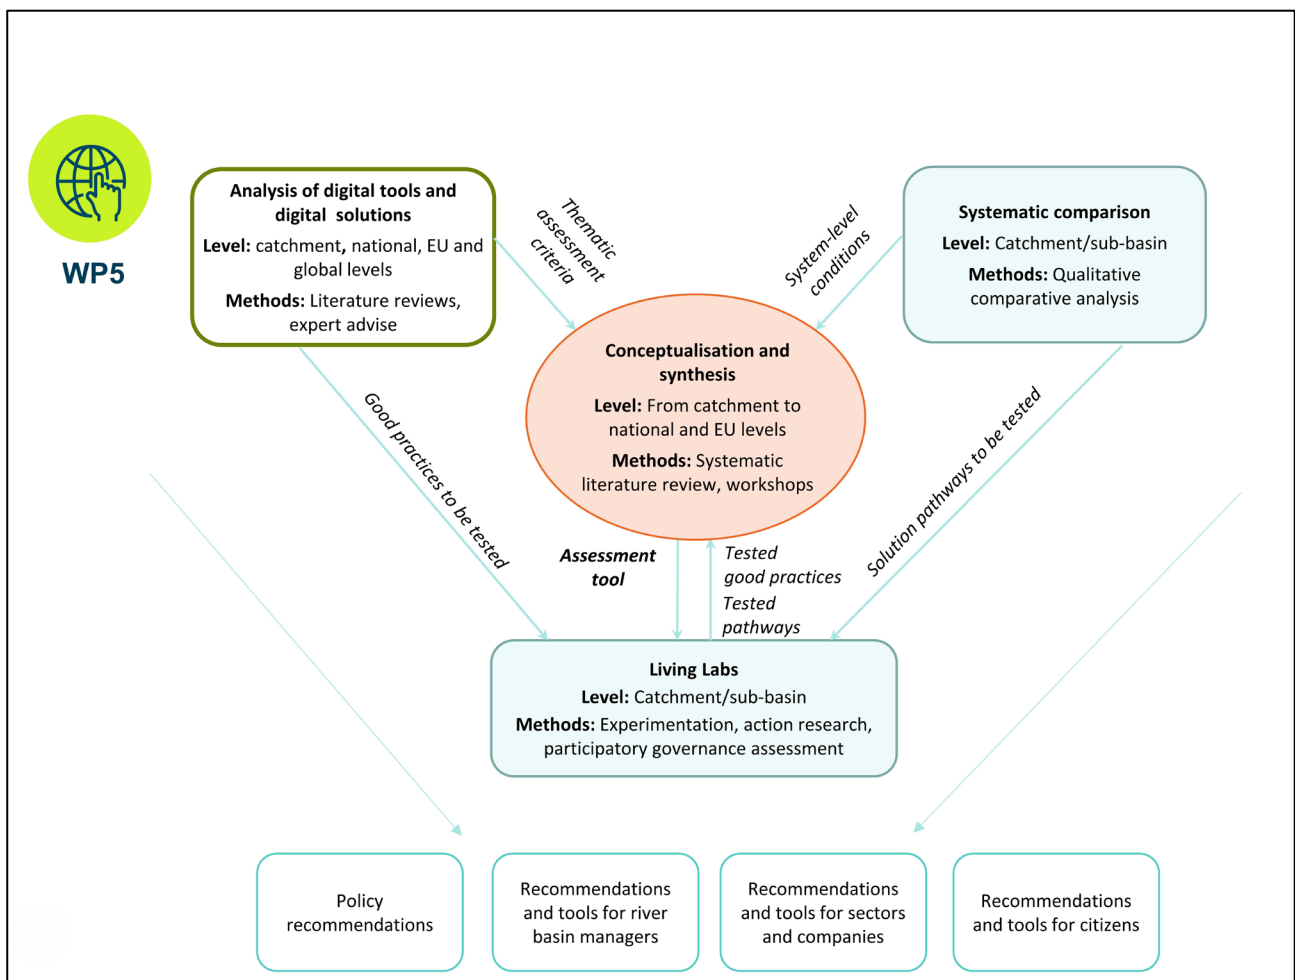 WP5
Analysis of digital tools and
digital solutions
Level: catchment, national, EU and
global levels
Methods: Literature reviews,
expert advise
Thematic
assessment
criteria
System-level
conditions
Systematic comparison
Level: Catchment/sub-basin
Methods: Qualitative
comparative analysis
Conceptualisation and
synthesis
Level: From catchment to
national and EU levels
Methods: Systematic
literature review, workshops
Good practices to be tested
Solution pathways to be tested
Assessment
tool
Tested
good practices
Tested
pathways
Living Labs
Level: Catchment/sub-basin
Methods: Experimentation, action research,
participatory governance assessment
Policy
recommendations
Recommendations
and tools for river
basin managers
Recommendations
and tools for sectors
and companies
Recommendations
and tools for citizens